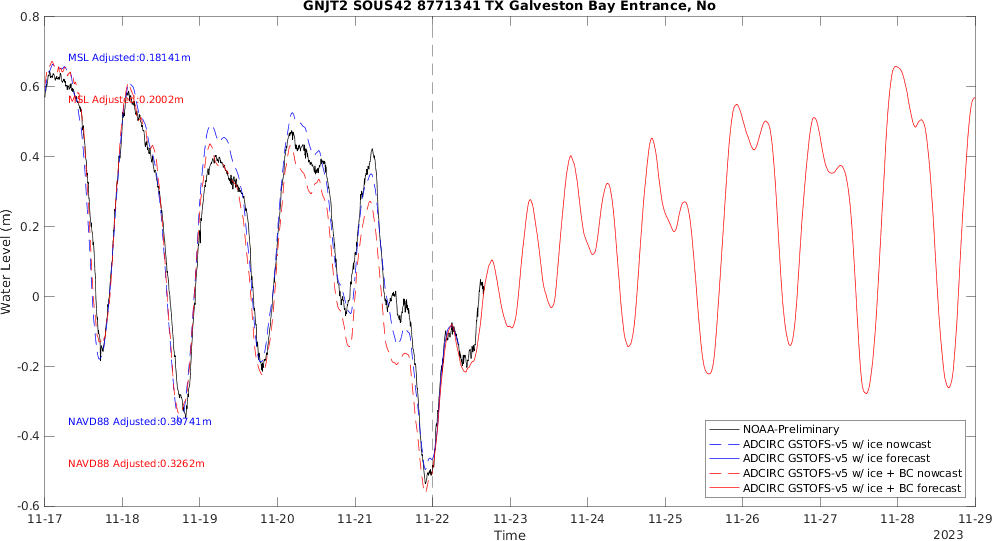 GNJT2 SOUS42 8771341 TX Galveston Bay Entrance, No
0.8
0.6
0.4
0.2
0
-0.2
-0.4
-0.6
Water Level (m)
MSL Adjusted:0.18141m
MSL Adjusted:0.2002m
NAVD88 Adjusted:0.30741m
NAVD88 Adjusted:0.3262m
NOAA-Preliminary
ADCIRC GSTOFS-v5 w/ ice nowcast
ADCIRC GSTOFS-v5 w/ ice forecast
ADCIRC GSTOFS-v5 w/ ice + BC nowcast
ADCIRC GSTOFS-v5 w/ ice + BC forecast
11-17 11-18 11-19 11-20 11-21 11-22 11-23 11-24 11-25 11-26 11-27 11-28 11-29
Time
2023